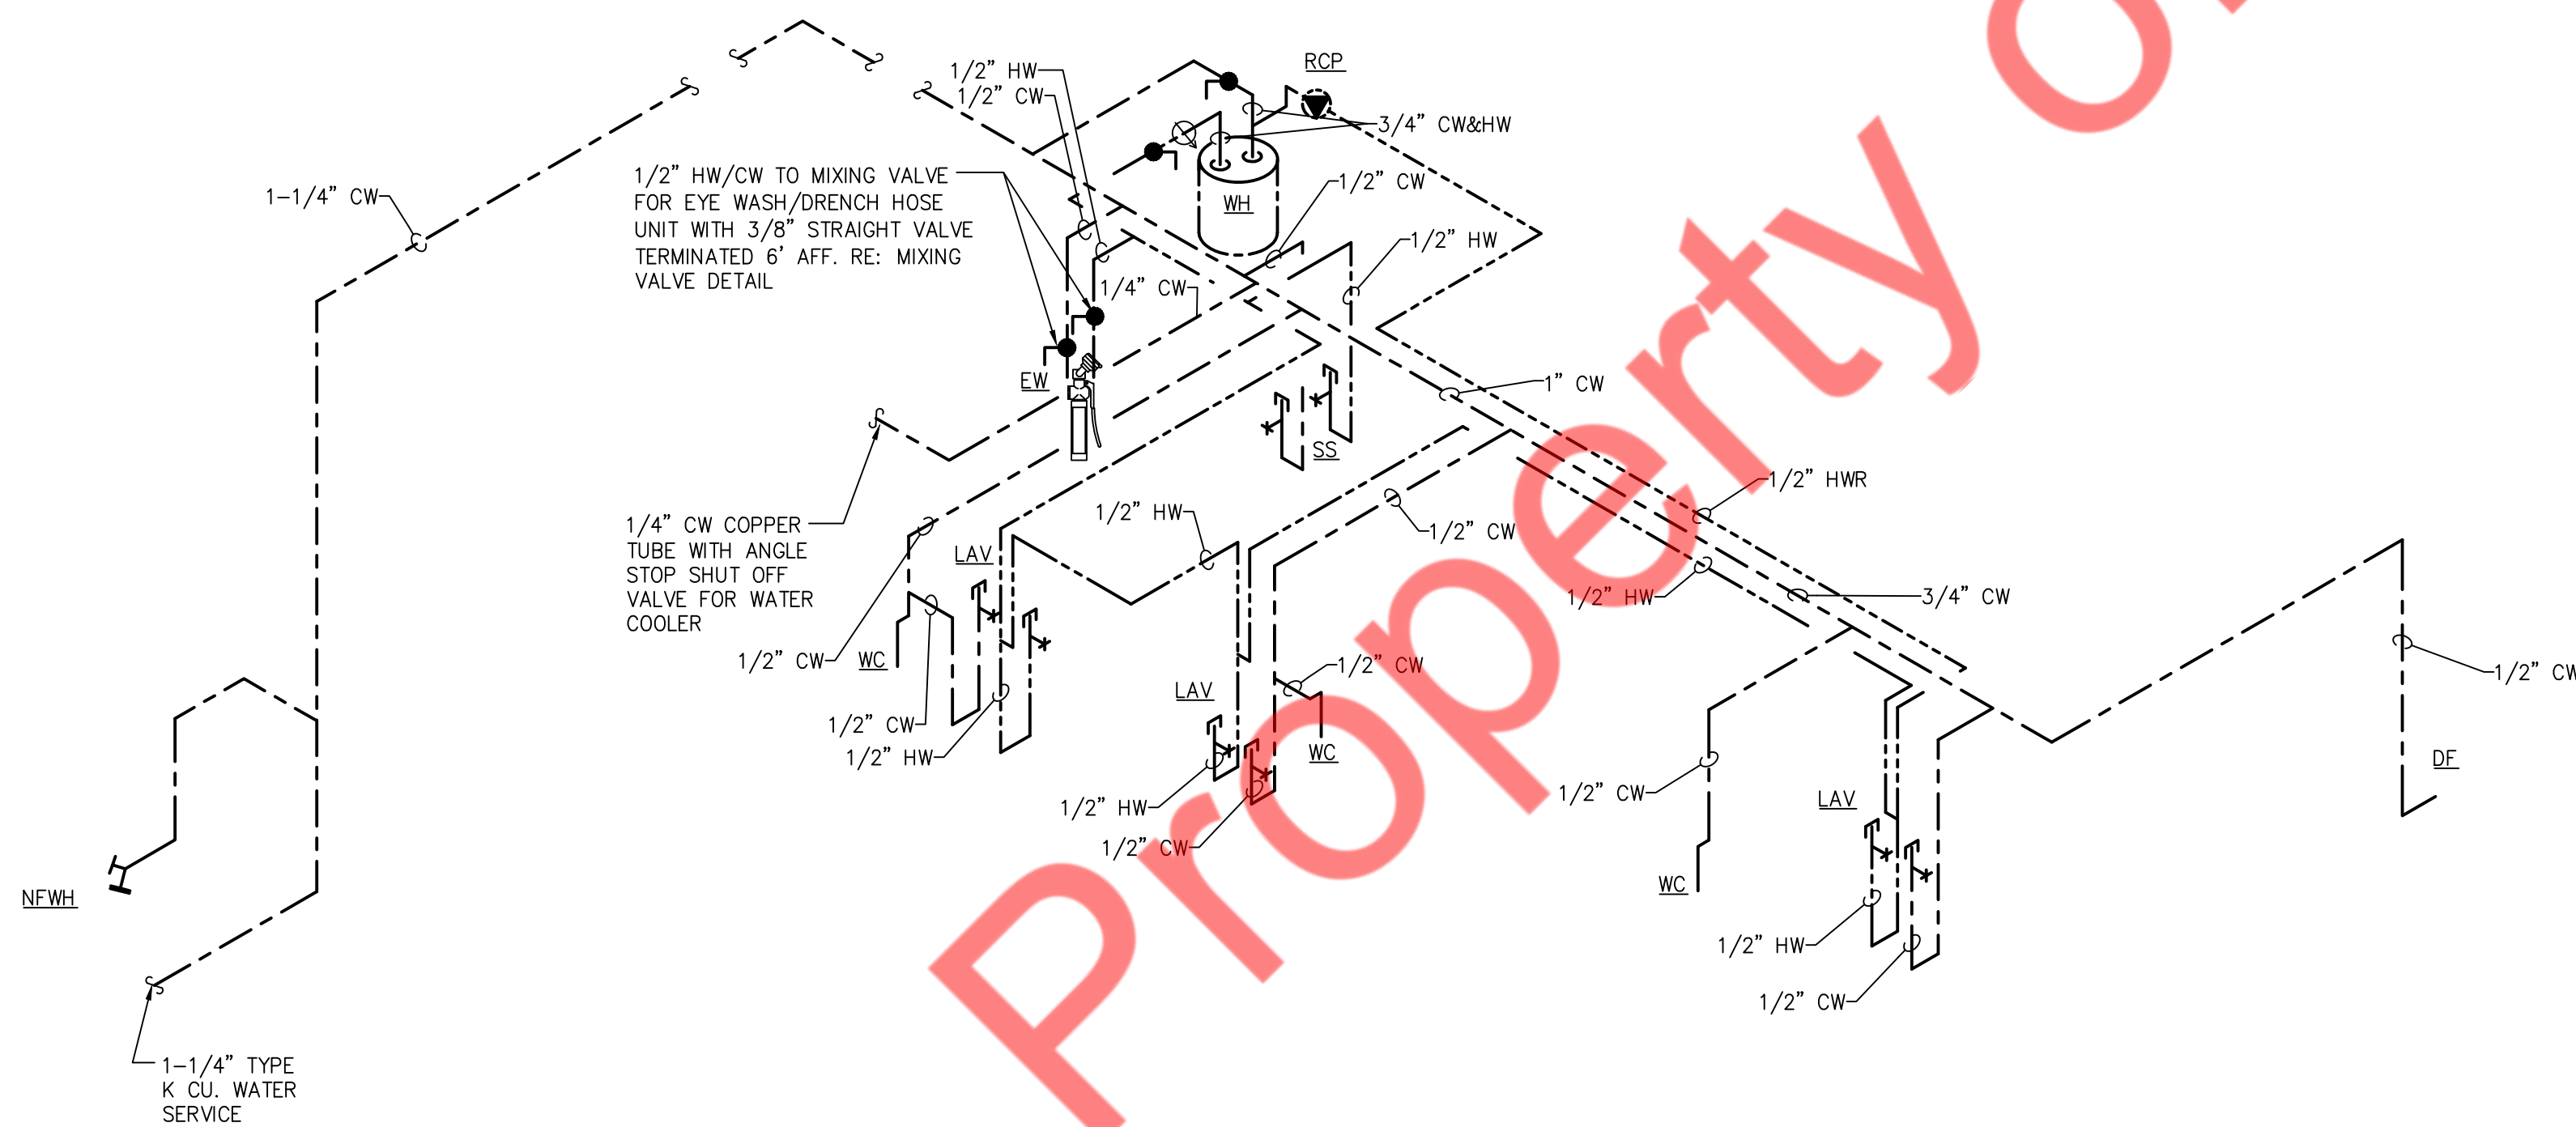 RCP
1/2" HW
1/2" CW
3/4" CW&HW
1/2" HW/CW TO MIXING VALVE
FOR EYE WASH/DRENCH HOSE
UNIT WITH 3/8" STRAIGHT VALVE
TERMINATED 6' AFF. RE: MIXING
VALVE DETAIL
1-1/4" CW
WH
1/2" CW
1/2" HW
1/4" CW
EW
1" CW
SS
1/2" HWR
1/4" CW COPPER
TUBE WITH ANGLE
STOP SHUT OFF
VALVE FOR WATER
COOLER
1/2" HW
1/2" CW
LAV
1/2" HW
3/4" CW
1/2" CW
WC
1/2" CW
1/2" CW
LAV
1/2" CW
1/2" HW
WC
DF
1/2" HW
1/2" CW
1/2" CW
LAV
WC
NFWH
1/2" HW
1/2" CW
1-1/4" TYPE
K CU. WATER
SERVICE
Property